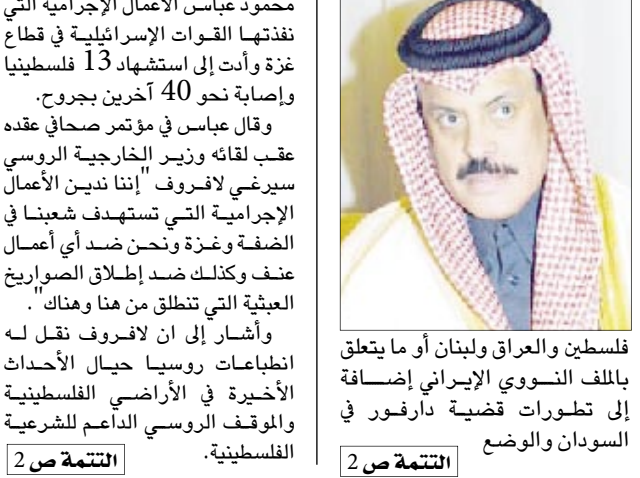 محمود عباس الأعمال الإجرامية التي
نفذتها القوات الإسرائيلية في قطاع
غزة وأدت إلى استشهاد 13 فلسطينيا
وإصابة نحو 40 آخرين بجروح.
وقال عباس في مؤتمر صحافي عقده
عقب لقائه وزير الخارجية الروسي
سيرغي لافروف "إننا ندين الأعمال
الإجرامية التي تستهدف شعبنا في
الضفة وغزة ونحن ضد أي أعمال
عنف وكذلك ضد إطلاق الصواريخ
العبثية التي تنطلق من هنا وهناك".
وأشار إلى ان لافروف نقل له
انطباعات روسيا حيال الأحداث
الأخيرة في الأراضي الفلسطينية
والموقف الروسي الداعم للشرعية
الفلسطينية.
التتمة ص 2
فلسطين والعراق ولبنان أو ما يتعلق
بالملف النووي الإيراني إضافة
إلى تطورات قضية دارفور في
السودان والوضع
التتمة ص 2